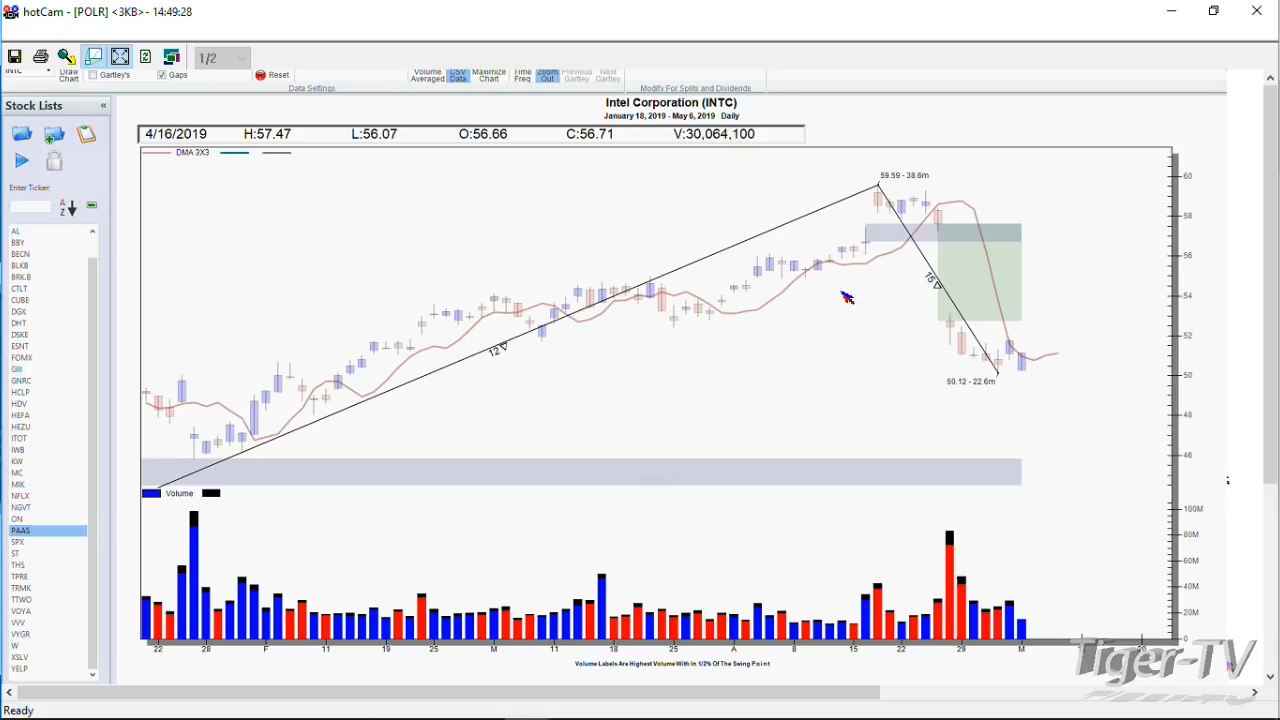 hotCam - [POLR] <3KB>- 14:49:28
1/2
INTC
Draw Chart
Gartley's
Gaps
Reset
Volume Averaged
CSV Data
Maximize Chart
Time Freq
Zoom Out
Previous Gartley
Next Gartley
Data Settings
Modify For Splits and Dividends
Stock Lists
«
Enter Ticker:
A
Z
AL
BBY
BECN
BLKB
BRK.B
CTLT
CUBE
DGX
DHT
DSKE
ESNT
FOMX
GIII
GNRC
HCLP
HDV
HEFA
HEZU
ITOT
IWB
KW
MC
MIK
NFLX
NGVT
ON
PAAS
SPX
ST
THS
TPRE
TRMK
TTWO
VOYA
VVV
VYGR
W
XSLV
YELP
Intel Corporation (INTC)
January 18, 2019 - May 6, 2019 Daily
4/16/2019 H:57.47 L:56.07 O:56.66 C:56.71 V:30,064,100
DMA 3X3
59.59 - 38.6m
15
12
50.12 - 22.6m
60
58
56
54
52
50
48
46
Volume
100M
80M
60M
40M
20M
0
22 28 F 11 19 25 M 11 18 25 A 8 15 22 29 M
Volume Labels Are Highest Volume With In 1/2% Of The Swing Point
Tiger-TV
Ready